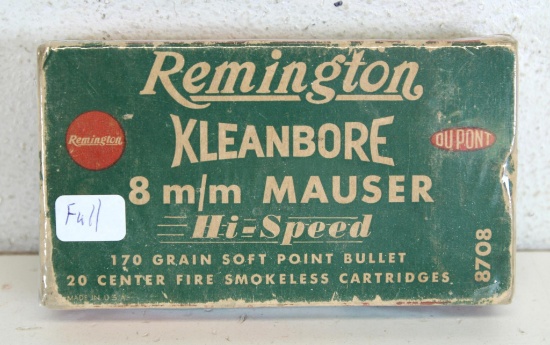 Remington
KLEANBORE
Remington
DU PONT
8 m/m MAUSER
Hi-Speed
Full
170 GRAIN SOFT POINT BULLET
20 CENTER FIRE SMOKELESS CARTRIDGES
8708
MADE IN U.S.A.